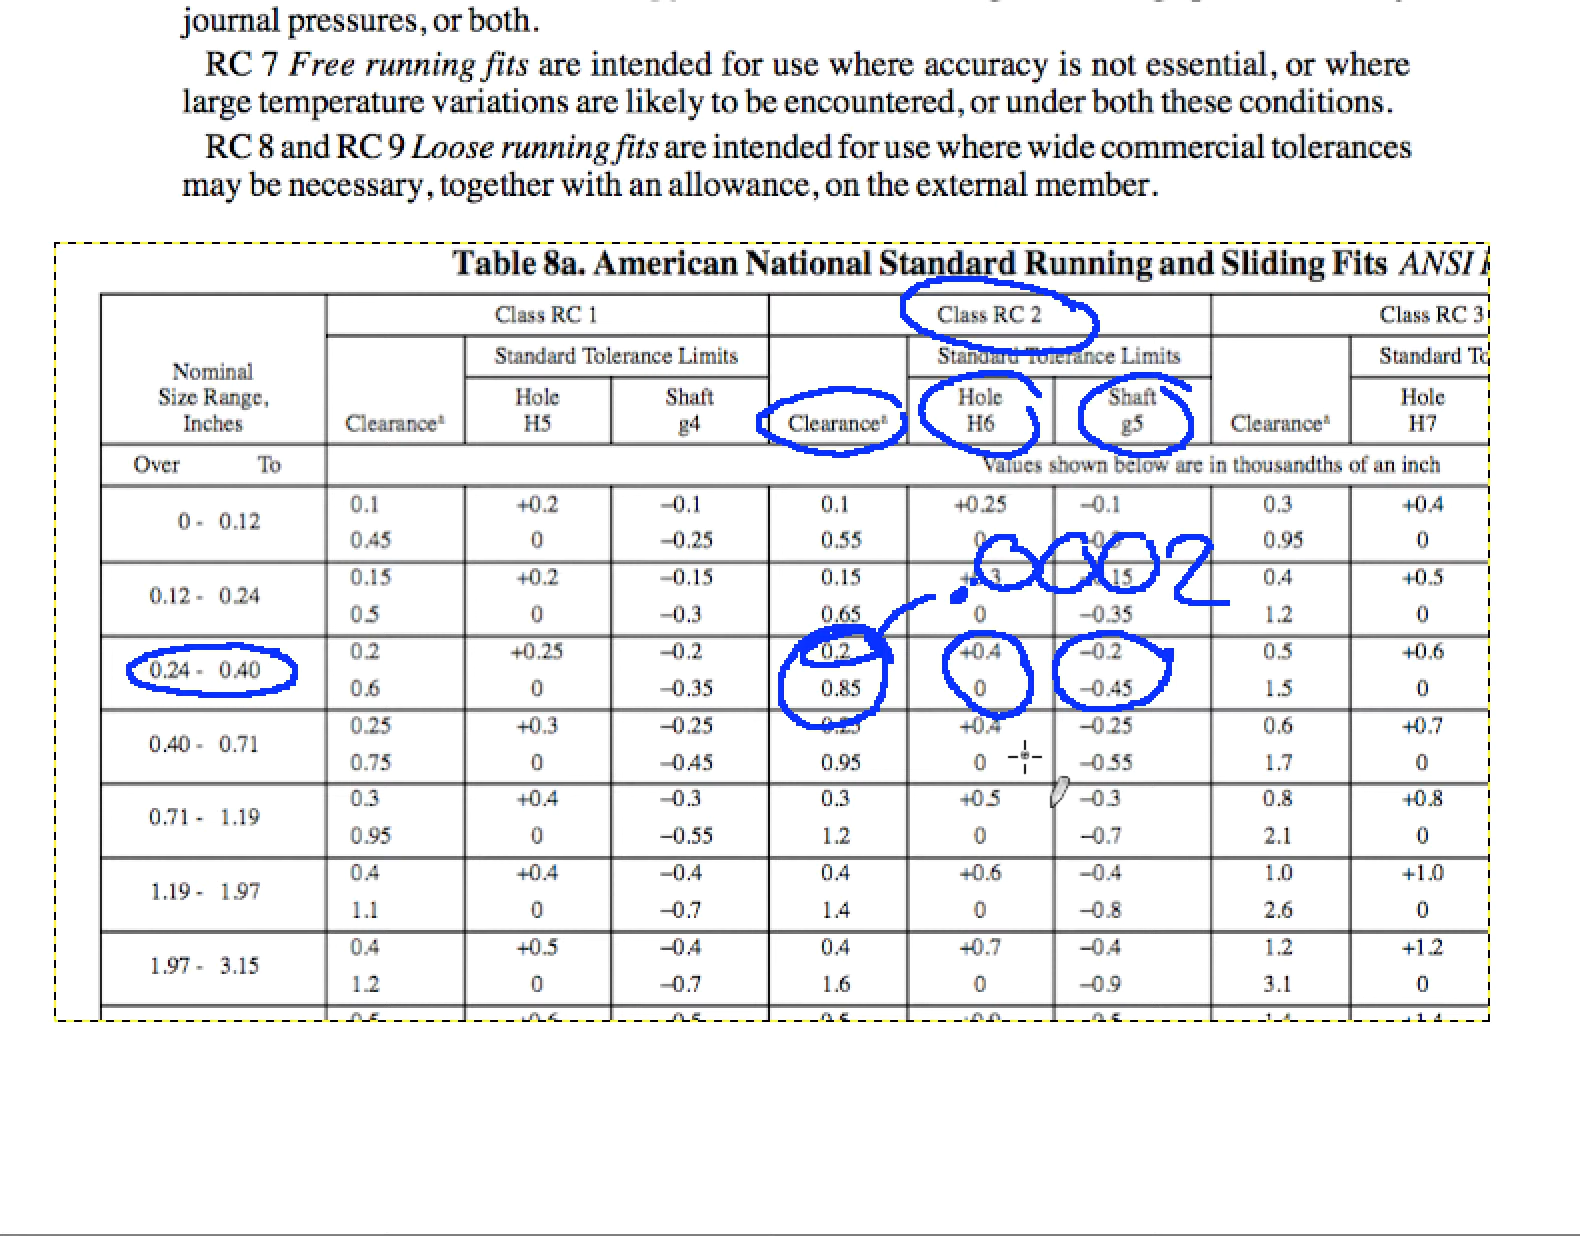 journal pressures, or both.
RC 7 Free running fits are intended for use where accuracy is not essential, or where
large temperature variations are likely to be encountered, or under both these conditions.
RC 8 and RC 9 Loose running fits are intended for use where wide commercial tolerances
may be necessary, together with an allowance, on the external member.
Table 8a. American National Standard Running and Sliding Fits ANSI
Class RC 1 Class RC 2 Class RC 3
Nominal Size Range, Inches Clearanceᵃ Standard Tolerance Limits Clearanceᵃ Standard Tolerance Limits Clearanceᵃ Standard
Hole H5 Shaft g4 Hole H6 Shaft g5 Hole H7
Over To Values shown below are in thousandths of an inch
0 - 0.12 0.1 +0.2 −0.1 0.1 +0.25 −0.1 0.3 +0.4
0.45 0 −0.25 0.55 0.95 0
.0002
0.12 - 0.24 0.15 +0.2 −0.15 0.15 0.4 +0.5
0.5 0 −0.3 0.65 0 −0.35 1.2 0
0.24 - 0.40 0.2 +0.25 −0.2 0.2 +0.4 −0.2 0.5 +0.6
0.6 0 −0.35 0.85 0 −0.45 1.5 0
0.40 - 0.71 0.25 +0.3 −0.25 0.25 +0.4 −0.25 0.6 +0.7
0.75 0 −0.45 0.95 0 −0.55 1.7 0
0.71 - 1.19 0.3 +0.4 −0.3 0.3 +0.5 −0.3 0.8 +0.8
0.95 0 −0.55 1.2 0 −0.7 2.1 0
1.19 - 1.97 0.4 +0.4 −0.4 0.4 +0.6 −0.4 1.0 +1.0
1.1 0 −0.7 1.4 0 −0.8 2.6 0
1.97 - 3.15 0.4 +0.5 −0.4 0.4 +0.7 −0.4 1.2 +1.2
1.2 0 −0.7 1.6 0 −0.9 3.1 0